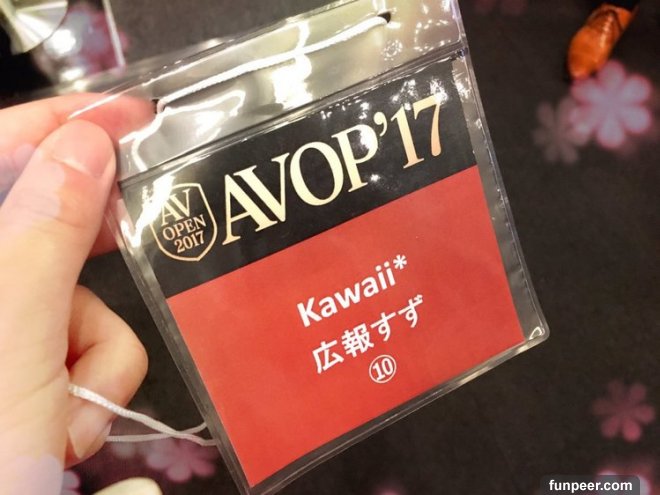 AVOP'17
AV
OPEN
2017
Kawaii*
広報すず
⑩
funpeer.com